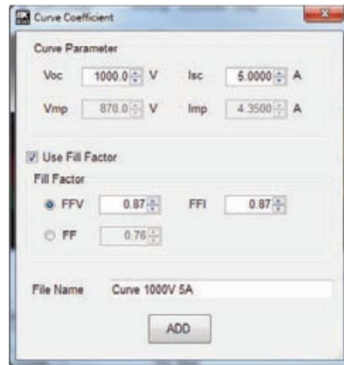 Curve Coefficient
Curve Parameter
Voc 1000.0 V Isc 5.0000 A
Vmp 870.0 V Imp 4.3500 A
Use Fill Factor
Fill Factor
FFV 0.87 FFI 0.87
FF 0.76
File Name Curve 1000V 5A
ADD